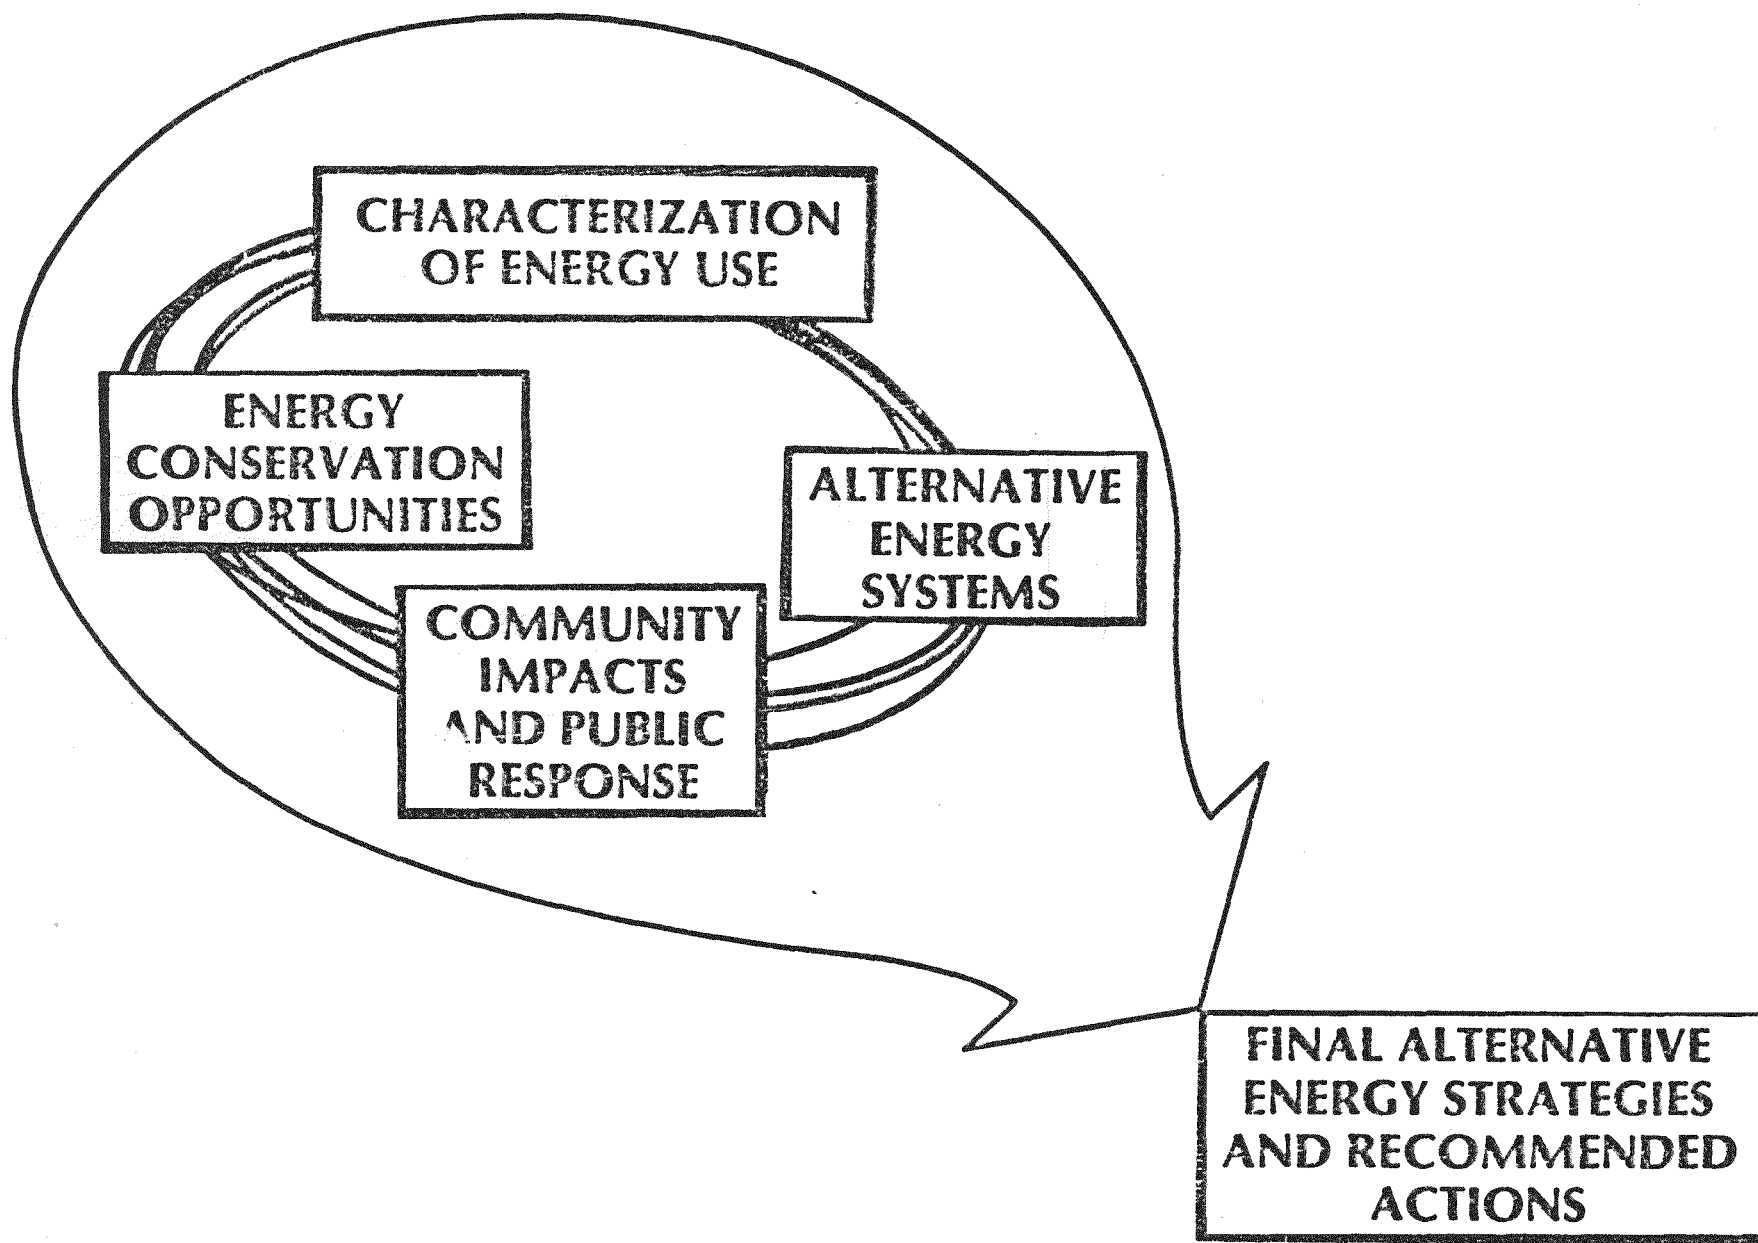 CHARACTERIZATION
OF ENERGY USE
ENERGY
CONSERVATION
OPPORTUNITIES
ALTERNATIVE
ENERGY
SYSTEMS
COMMUNITY
IMPACTS
AND PUBLIC
RESPONSE
FINAL ALTERNATIVE
ENERGY STRATEGIES
AND RECOMMENDED
ACTIONS